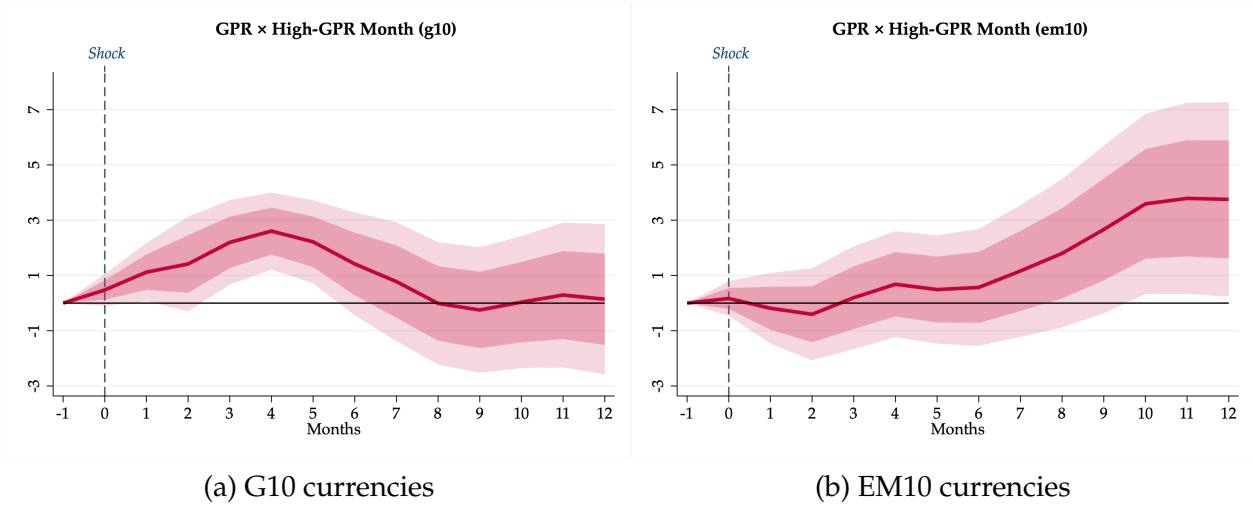 GPR × High-GPR Month (g10)
Shock
7
5
3
1
-1
-3
-1 0 1 2 3 4 5 6 7 8 9 10 11 12
Months
(a) G10 currencies
GPR × High-GPR Month (em10)
Shock
7
5
3
1
-1
-3
-1 0 1 2 3 4 5 6 7 8 9 10 11 12
Months
(b) EM10 currencies